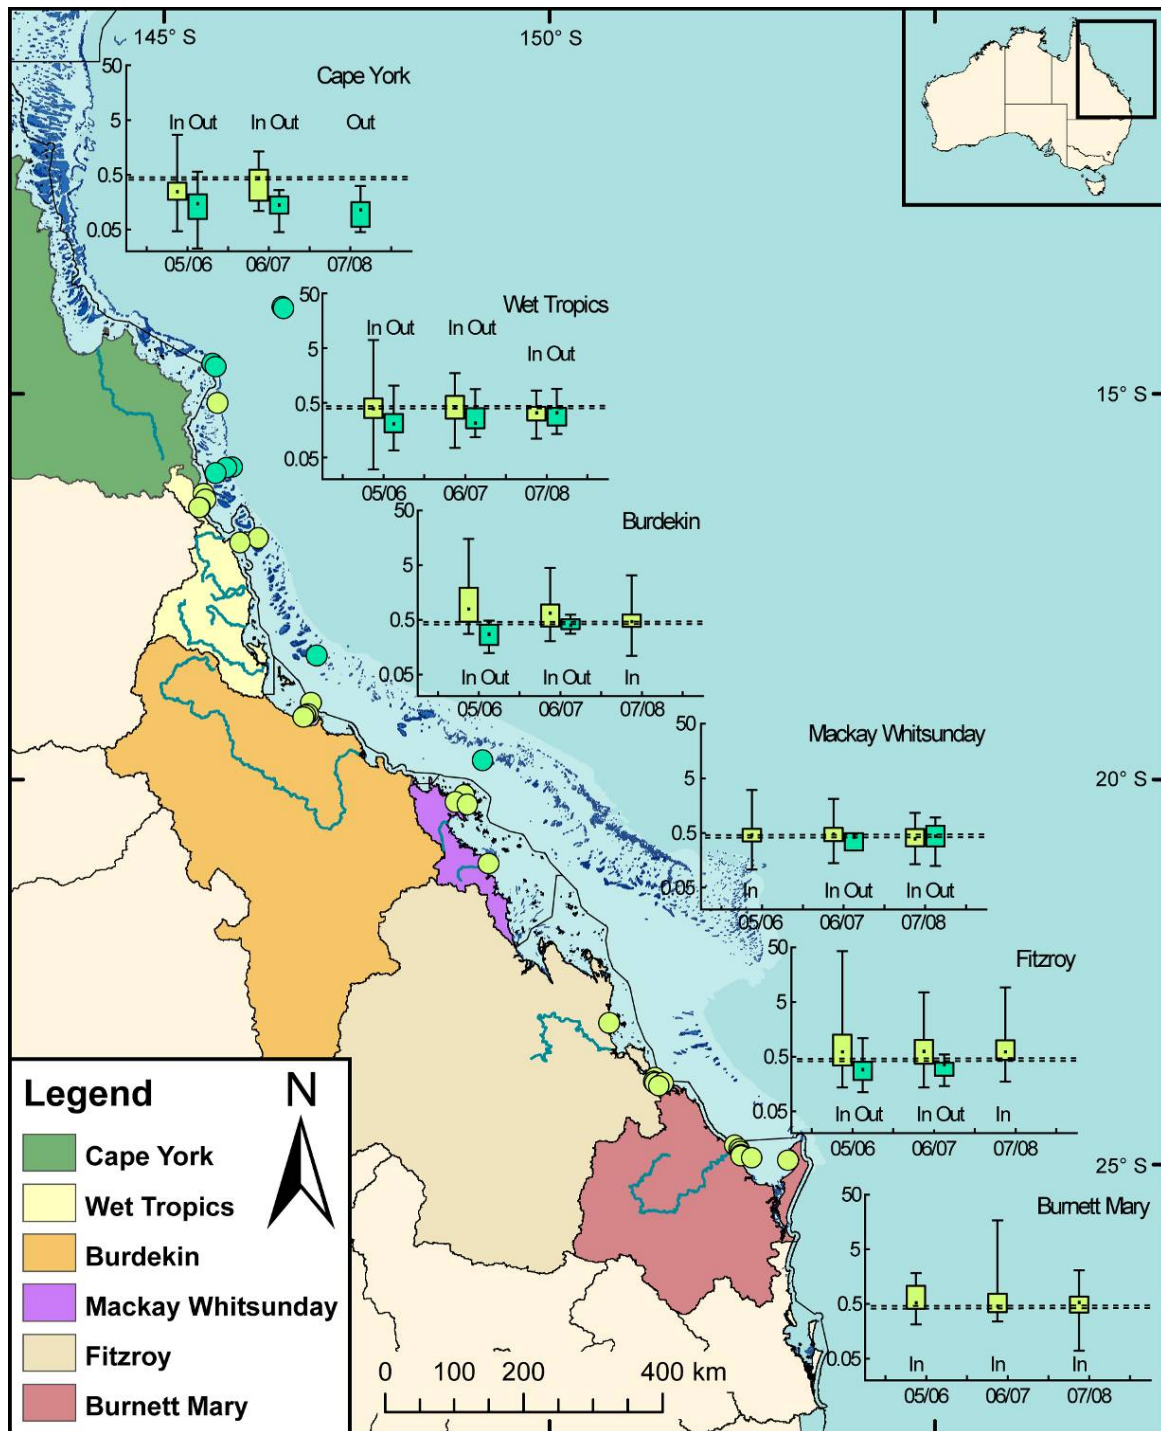 145° S
150° S
50
Cape York
5
In Out
In Out
Out
0.5
0.05
05/06
06/07
07/08
50
Wet Tropics
In Out
In Out
5
In Out
0.5
15° S
0.05
05/06
06/07
07/08
50
Burdekin
5
0.5
0.05
In Out
In Out
In
05/06
06/07
07/08
50
Mackay Whitsunday
5
20° S
0.5
0.05
In
In Out
In Out
05/06
06/07
07/08
50
Fitzroy
5
0.5
0.05
In Out
In Out
In
05/06
06/07
07/08
25° S
50
Burnett Mary
5
0.5
0.05
In
In
In
05/06
06/07
07/08
Legend
N
Cape York
Wet Tropics
Burdekin
Mackay Whitsunday
Fitzroy
Burnett Mary
0 100 200 400 km